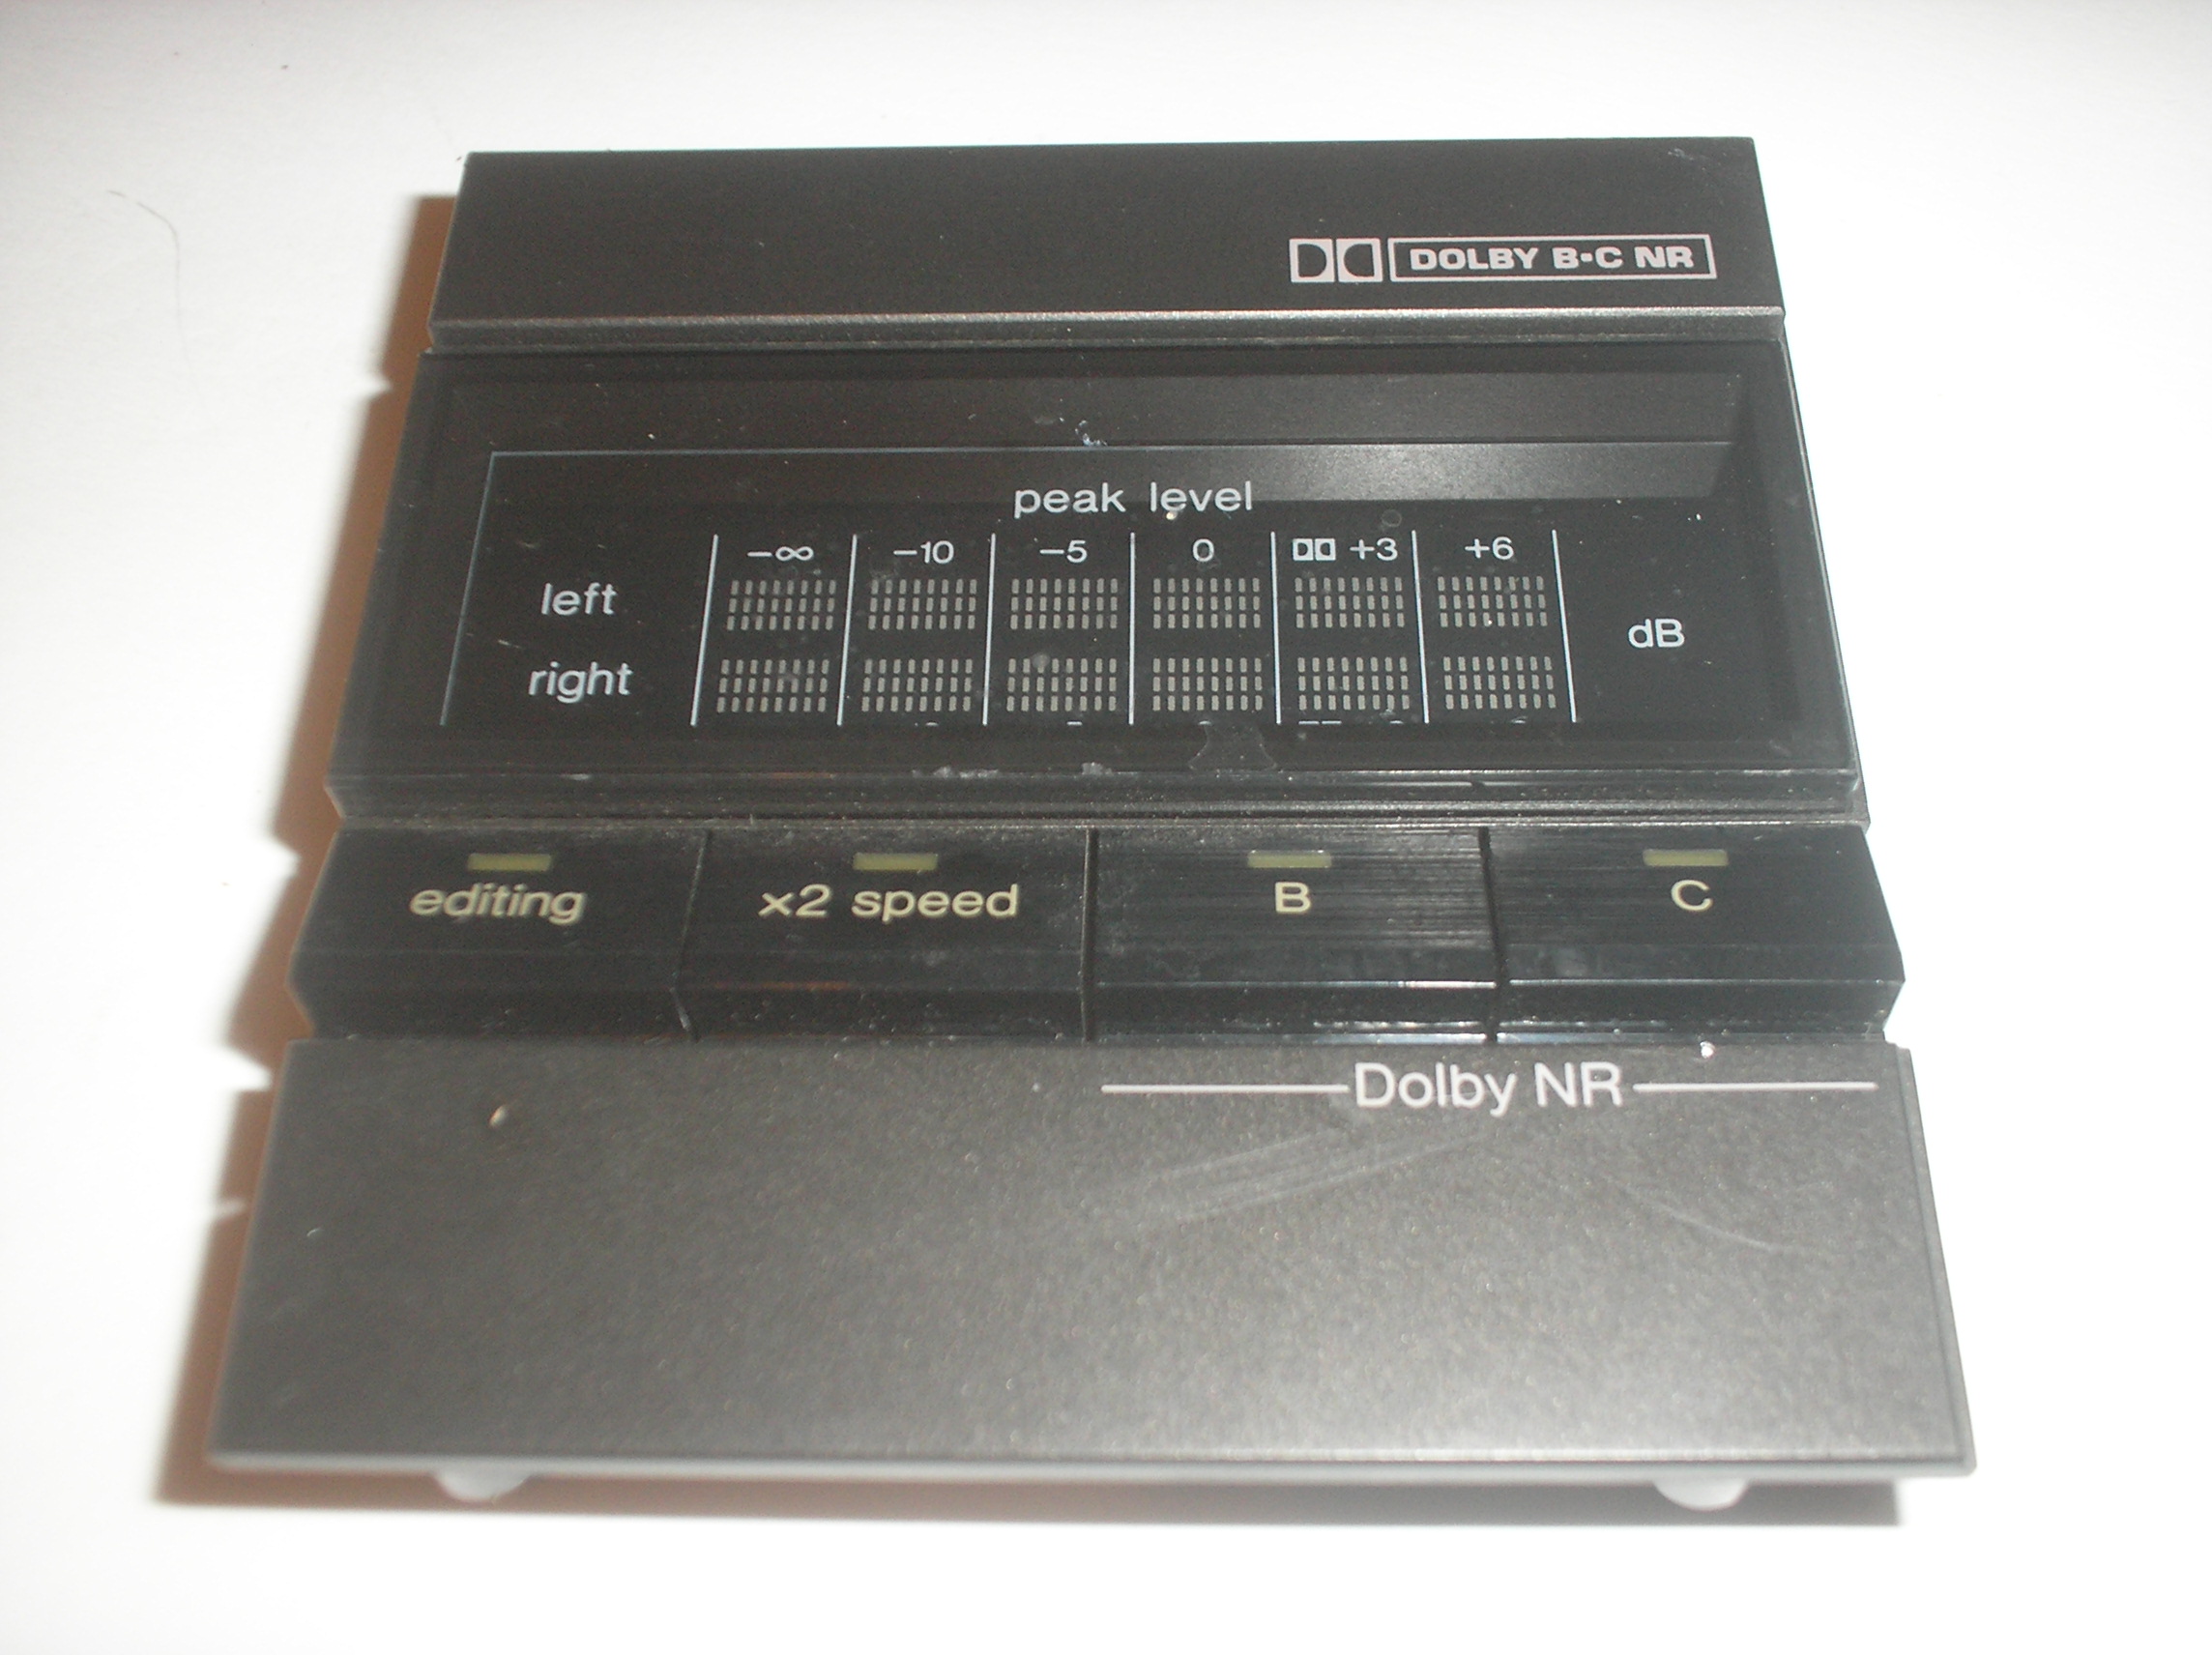 DOLBY B·C NR
peak level
−∞ −10 −5 0 +3 +6
left
dB
right
editing x2 speed B C
Dolby NR